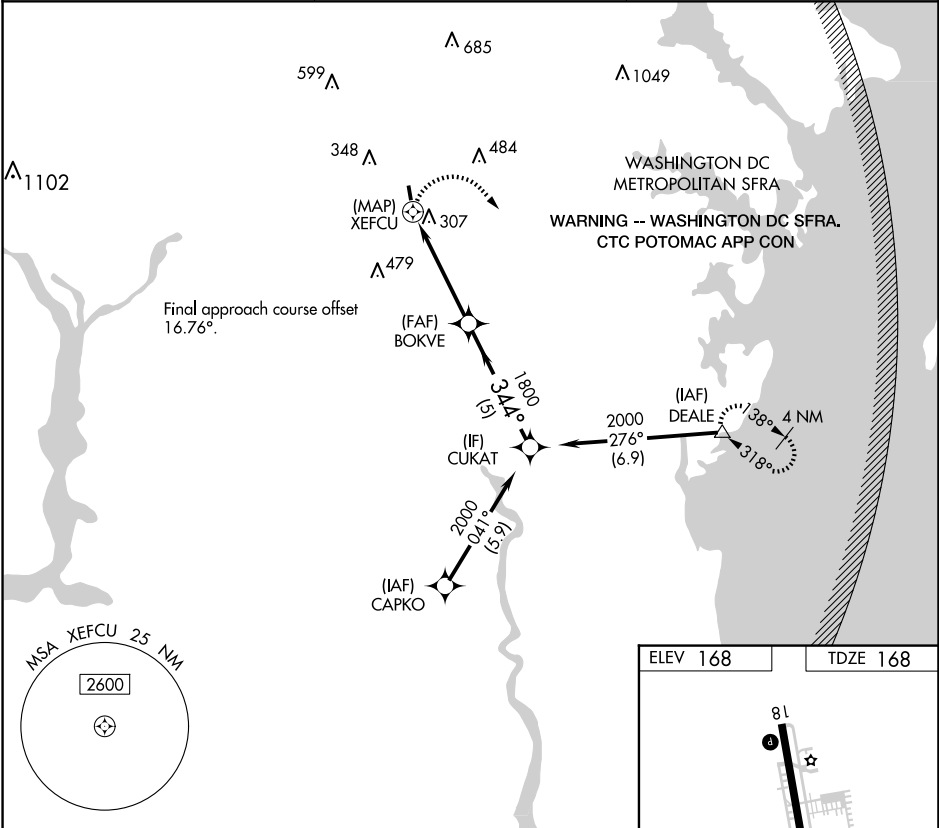 685
599
1049
348
484
1102
WASHINGTON DC
METROPOLITAN SFRA
(MAP)
XEFCU
307
WARNING -- WASHINGTON DC SFRA.
CTC POTOMAC APP CON
479
Final approach course offset
16.76°.
(FAF)
BOKVE
1800
344°
(5)
(IAF)
DEALE
138°
4 NM
318°
2000
276°
(6.9)
(IF)
CUKAT
2000
041°
(5.9)
(IAF)
CAPKO
MSA XEFCU 25 NM
2600
ELEV 168
TDZE 168
18
P